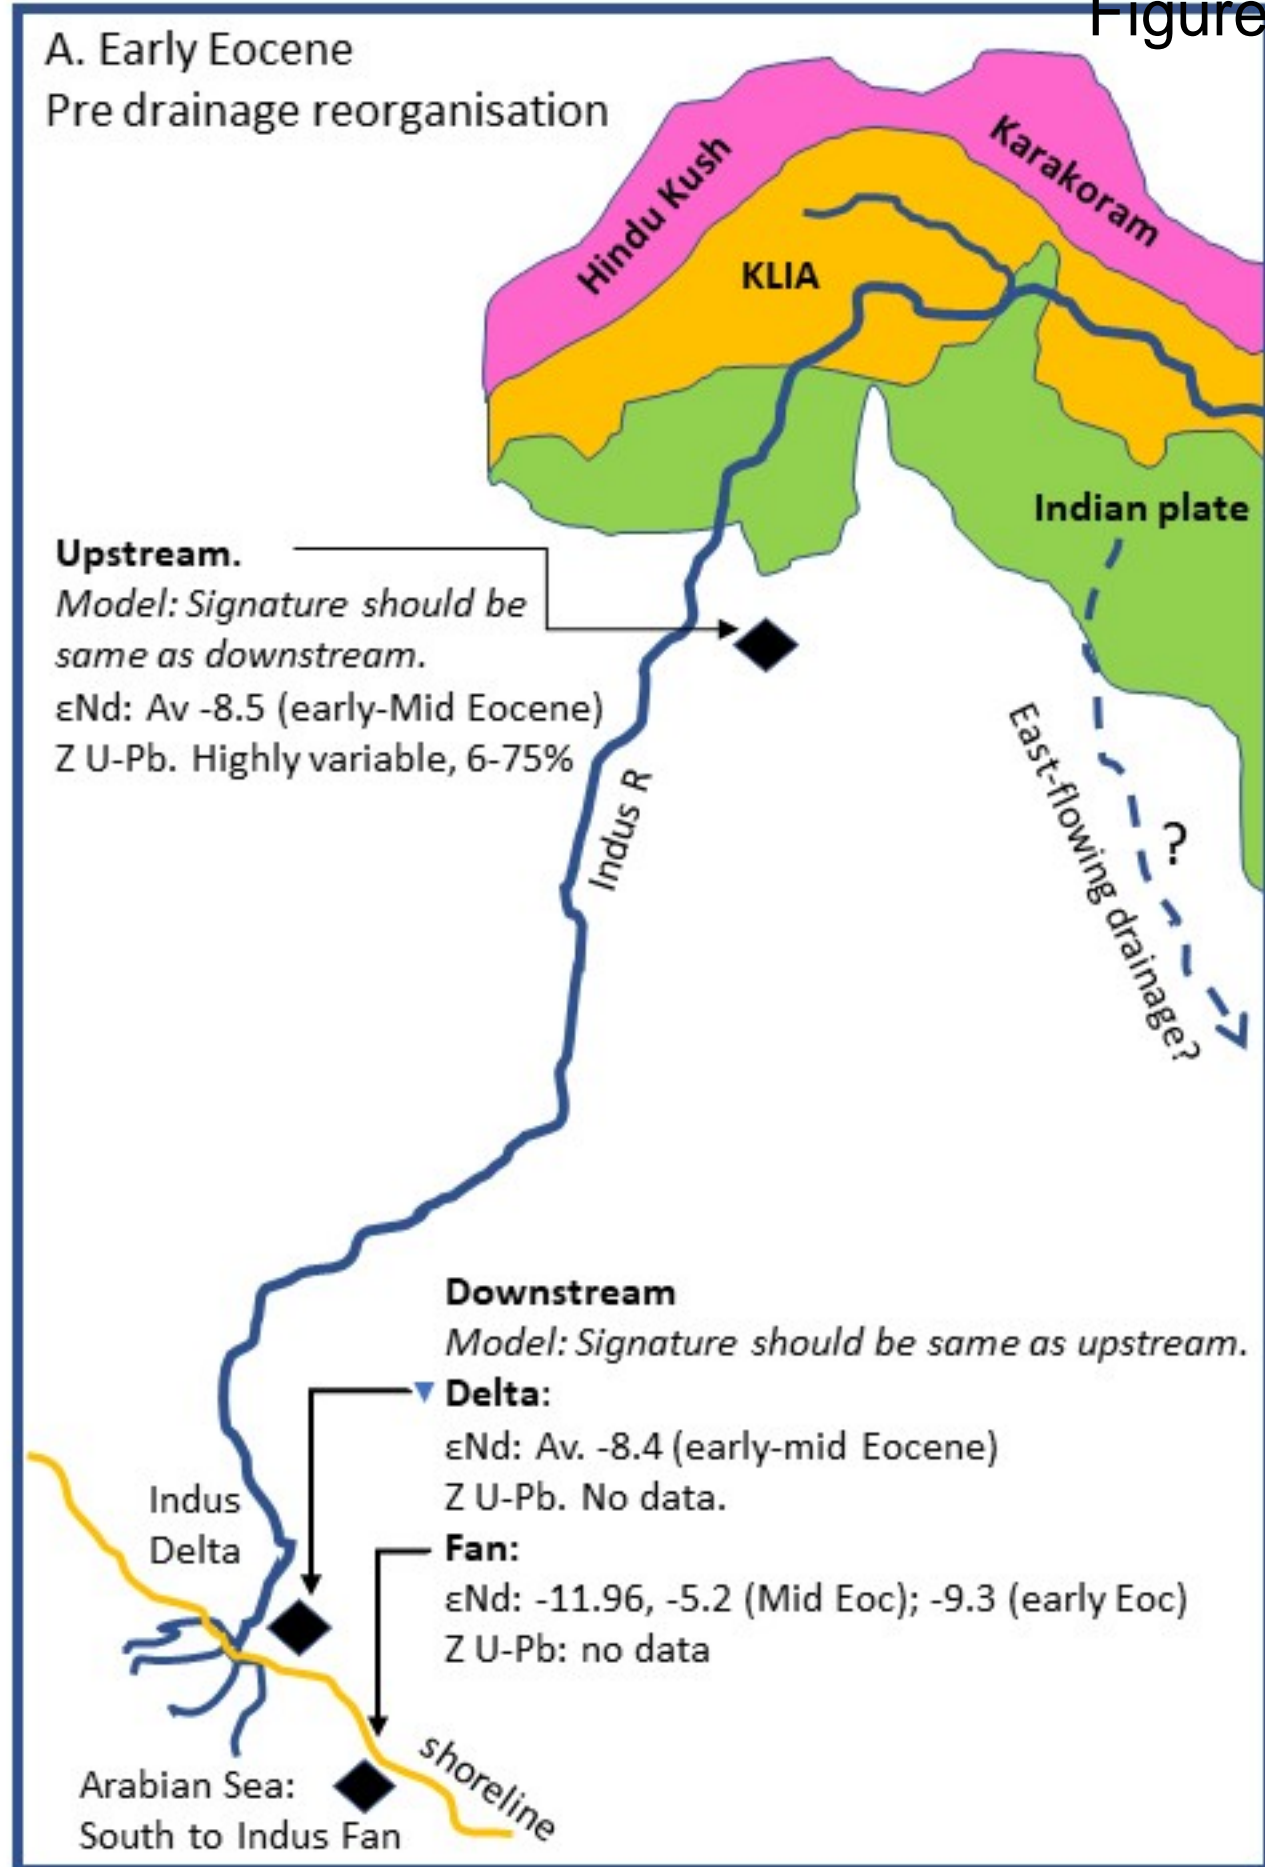 Figure
A. Early Eocene
Pre drainage reorganisation
Hindu Kush
Karakoram
KLIA
Indian plate
Upstream.
Model: Signature should be
same as downstream.
εNd: Av -8.5 (early-Mid Eocene)
Z U-Pb. Highly variable, 6-75%
Indus R
East-flowing drainage?
?
Downstream
Model: Signature should be same as upstream.
Delta:
εNd: Av. -8.4 (early-mid Eocene)
Z U-Pb. No data.
Fan:
εNd: -11.96, -5.2 (Mid Eoc); -9.3 (early Eoc)
Z U-Pb: no data
Indus
Delta
shoreline
Arabian Sea:
South to Indus Fan